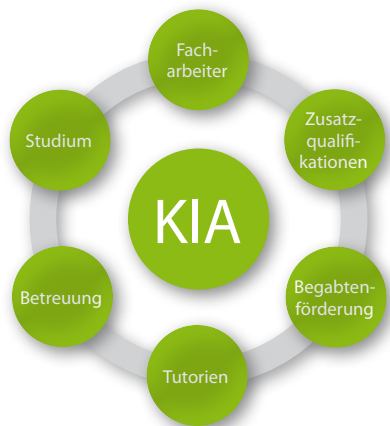 Fach-
arbeiter
Zusatz-
qualifi-
kationen
Studium
KIA
Betreuung
Begabten-
förderung
Tutorien